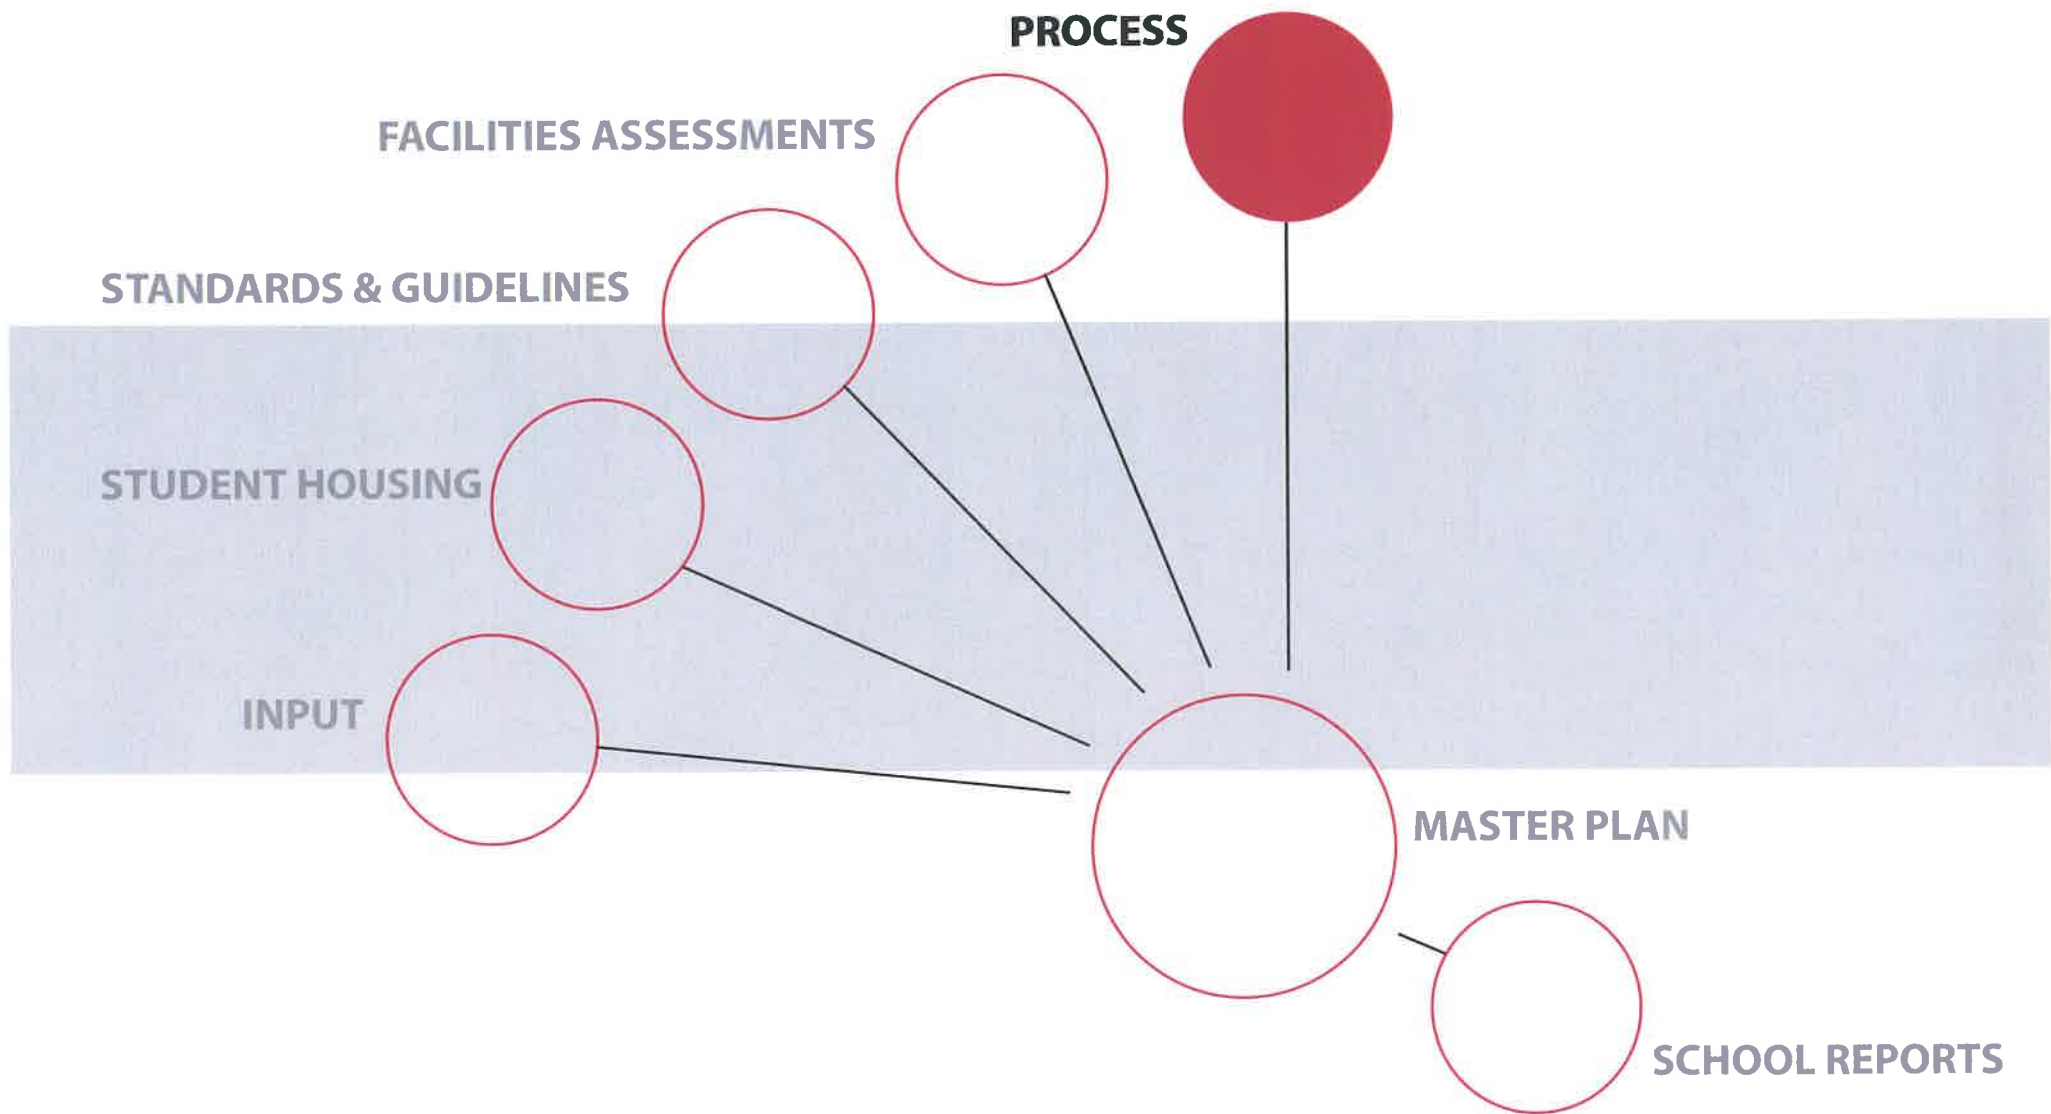 PROCESS
FACILITIES ASSESSMENTS
STANDARDS & GUIDELINES
STUDENT HOUSING
INPUT
MASTER PLAN
SCHOOL REPORTS